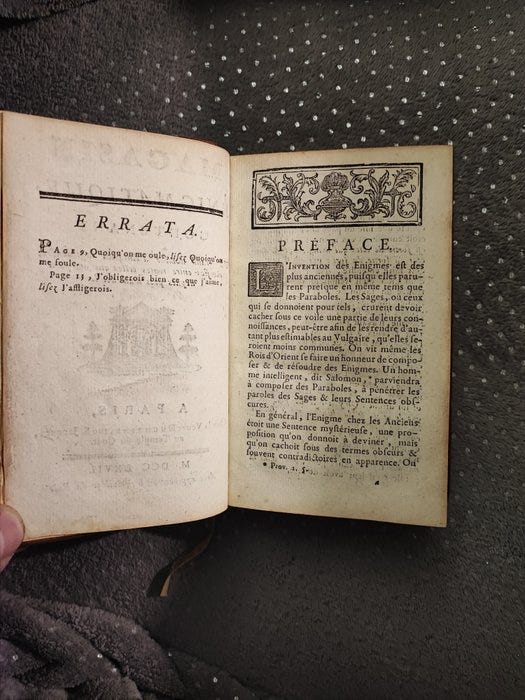 ERRATA.
PAGE 9, Quoiqu'on me oule, lisez Quoiqu'on
me foule.
Page 15, J'obligerois bien ce que j'aime,
lisez J'affligerois.
MAGASIN
A PARIS,
PRÉFACE.
L'INVENTION des Enigmes est des
plus anciennes, puisqu'elles paru-
rent presque en même tems que
les Paraboles. Les Sages, ou ceux
qui se donnoient pour tels, crurent devoir
cacher sous ce voile une partie de leurs con-
noissances, peut-être afin de les rendre d'au-
tant plus estimables au Vulgaire, qu'elles se-
roient moins communes. On vit même les
Rois d'Orient se faire un honneur de compo-
ser & de résoudre des Enigmes. Un hom-
me intelligent, dit Salomon, * parviendra
à composer des Paraboles, à pénétrer les
paroles des Sages & leurs Sentences obs-
cures.
En général, l'Enigme chez les Anciens
étoit une Sentence mystérieuse, une pro-
position qu'on donnoit à deviner, mais
qu'on cachoit sous des termes obscurs &
souvent contradictoires en apparence. On
* Prov. 1. 5.